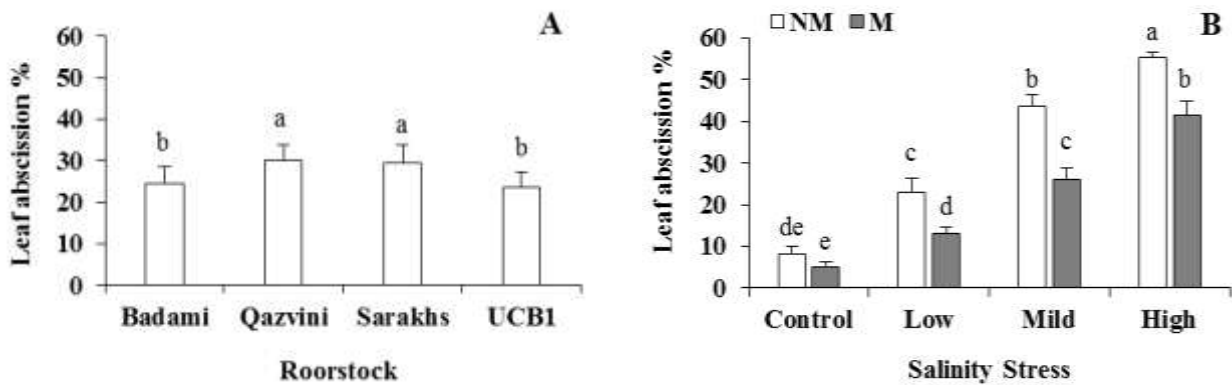 A
Leaf abscission %
60
50
40
30
20
10
0
b
a
a
b
Badami Qazvini Sarakhs UCB1
Roorstock
B
NM M
Leaf abscission %
60
50
40
30
20
10
0
de
e
c
d
b
c
a
b
Control Low Mild High
Salinity Stress